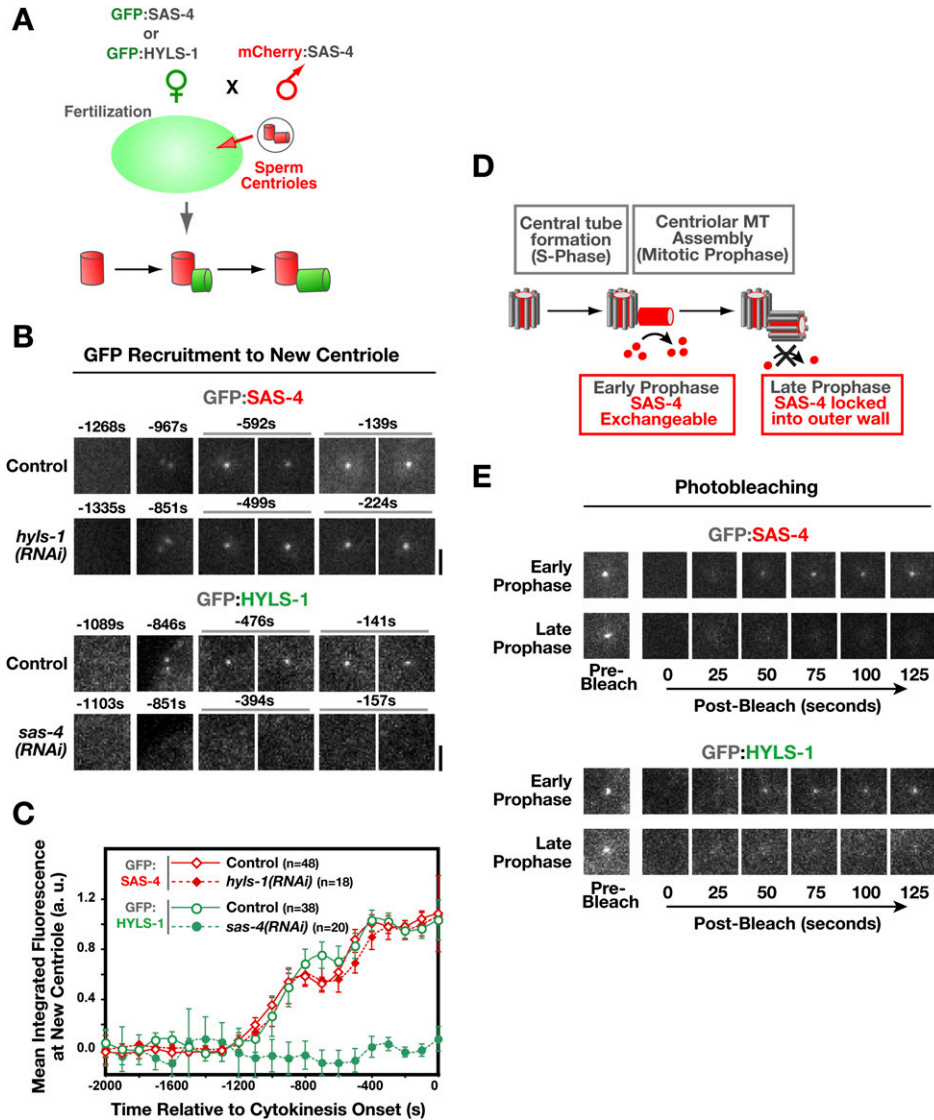 A
GFP:SAS-4
or
GFP:HYLS-1
mCherry:SAS-4
X
Fertilization
Sperm
Centrioles
B
GFP Recruitment to New Centriole
GFP:SAS-4
-1268s -967s -592s -139s
Control
-1335s -851s -499s -224s
hyls-1
(RNAi)
GFP:HYLS-1
-1089s -846s -476s -141s
Control
-1103s -851s -394s -157s
sas-4
(RNAi)
C
GFP:
SAS-4
Control (n=48)
hyls-1(RNAi) (n=18)
GFP:
HYLS-1
Control (n=38)
sas-4(RNAi) (n=20)
Mean Integrated Fluorescence
at New Centriole (a. u.)
1.2
0.8
0.4
0.0
-2000 -1600 -1200 -800 -400 0
Time Relative to Cytokinesis Onset (s)
D
Central tube
formation
(S-Phase)
Centriolar MT
Assembly
(Mitotic Prophase)
Early Prophase
SAS-4
Exchangeable
Late Prophase
SAS-4 locked
into outer wall
E
Photobleaching
GFP:SAS-4
Early
Prophase
Late
Prophase
Pre-
Bleach
0 25 50 75 100 125
Post-Bleach (seconds)
GFP:HYLS-1
Early
Prophase
Late
Prophase
Pre-
Bleach
0 25 50 75 100 125
Post-Bleach (seconds)